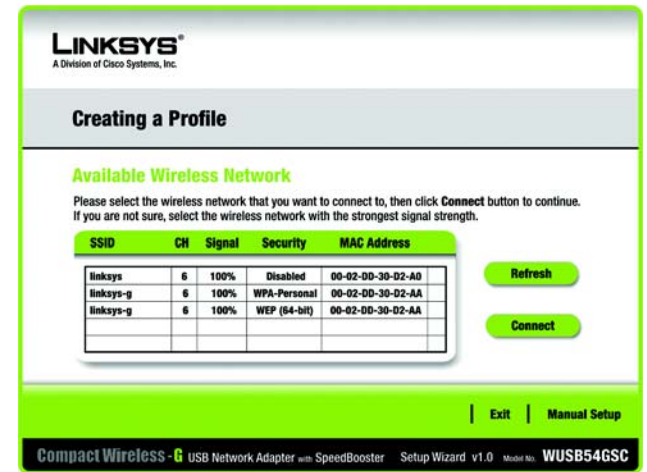 LINKSYS®
A Division of Cisco Systems, Inc.
Creating a Profile
Available Wireless Network
Please select the wireless network that you want to connect to, then click Connect button to continue.
If you are not sure, select the wireless network with the strongest signal strength.
SSID CH Signal Security MAC Address
linksys 6 100% Disabled 00-02-DD-30-D2-A0
linksys-g 6 100% WPA-Personal 00-02-DD-30-D2-AA
linksys-g 6 100% WEP (64-bit) 00-02-DD-30-D2-AA
Refresh
Connect
Exit Manual Setup
Compact Wireless-G USB Network Adapter with SpeedBooster Setup Wizard v1.0 Model No. WUSB54GSC